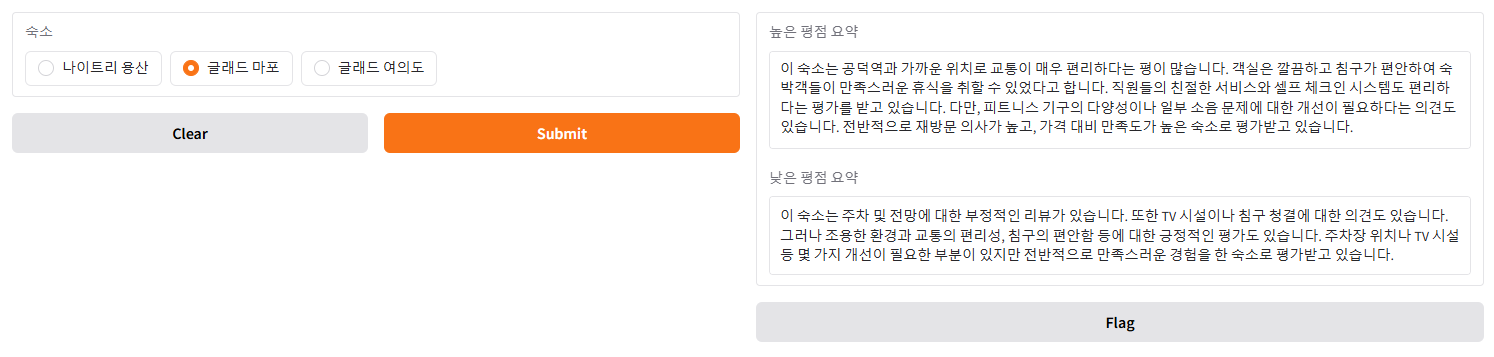 숙소
나이트리 용산
글래드 마포
글래드 여의도
Clear
Submit
높은 평점 요약
이 숙소는 공덕역과 가까운 위치로 교통이 매우 편리하다는 평이 많습니다. 객실은 깔끔하고 침구가 편안하여 숙
박객들이 만족스러운 휴식을 취할 수 있었다고 합니다. 직원들의 친절한 서비스와 셀프 체크인 시스템도 편리하
다는 평가를 받고 있습니다. 다만, 피트니스 기구의 다양성이나 일부 소음 문제에 대한 개선이 필요하다는 의견도
있습니다. 전반적으로 재방문 의사가 높고, 가격 대비 만족도가 높은 숙소로 평가받고 있습니다.
낮은 평점 요약
이 숙소는 주차 및 전망에 대한 부정적인 리뷰가 있습니다. 또한 TV 시설이나 침구 청결에 대한 의견도 있습니다.
그러나 조용한 환경과 교통의 편리성, 침구의 편안함 등에 대한 긍정적인 평가도 있습니다. 주차장 위치나 TV 시설
등 몇 가지 개선이 필요한 부분이 있지만 전반적으로 만족스러운 경험을 한 숙소로 평가받고 있습니다.
Flag